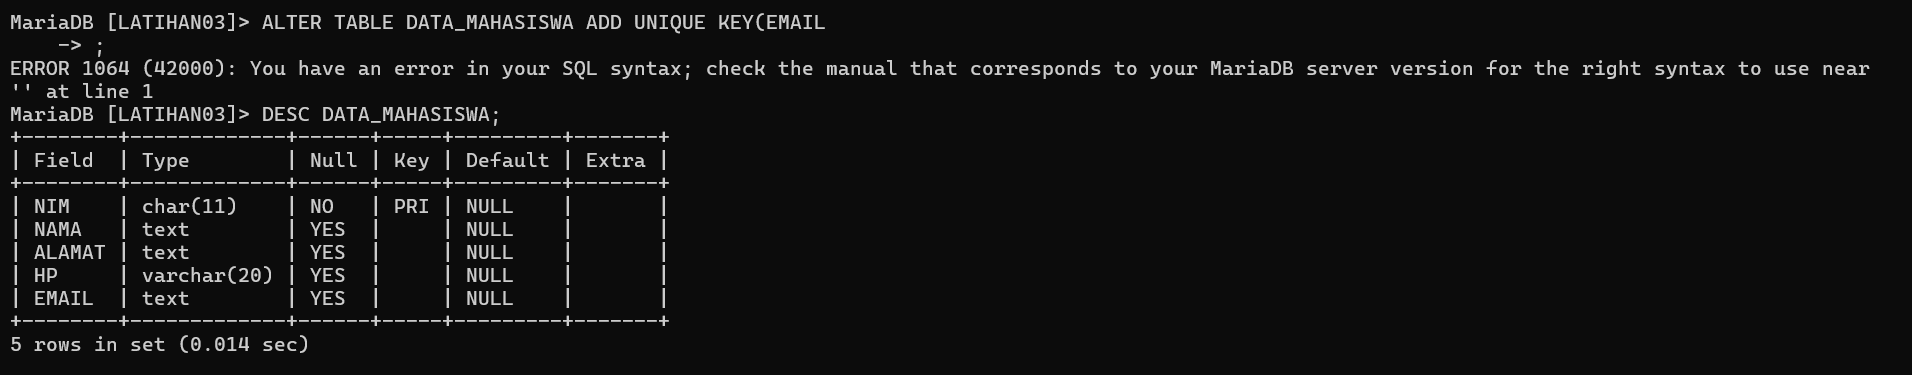 MariaDB [LATIHAN03]> ALTER TABLE DATA_MAHASISWA ADD UNIQUE KEY(EMAIL
    -> ;
ERROR 1064 (42000): You have an error in your SQL syntax; check the manual that corresponds to your MariaDB server version for the right syntax to use near
'' at line 1
MariaDB [LATIHAN03]> DESC DATA_MAHASISWA;
+--------+-------------+------+-----+---------+-------+
| Field  | Type        | Null | Key | Default | Extra |
+--------+-------------+------+-----+---------+-------+
| NIM    | char(11)    | NO   | PRI | NULL    |       |
| NAMA   | text        | YES  |     | NULL    |       |
| ALAMAT | text        | YES  |     | NULL    |       |
| HP     | varchar(20) | YES  |     | NULL    |       |
| EMAIL  | text        | YES  |     | NULL    |       |
+--------+-------------+------+-----+---------+-------+
5 rows in set (0.014 sec)